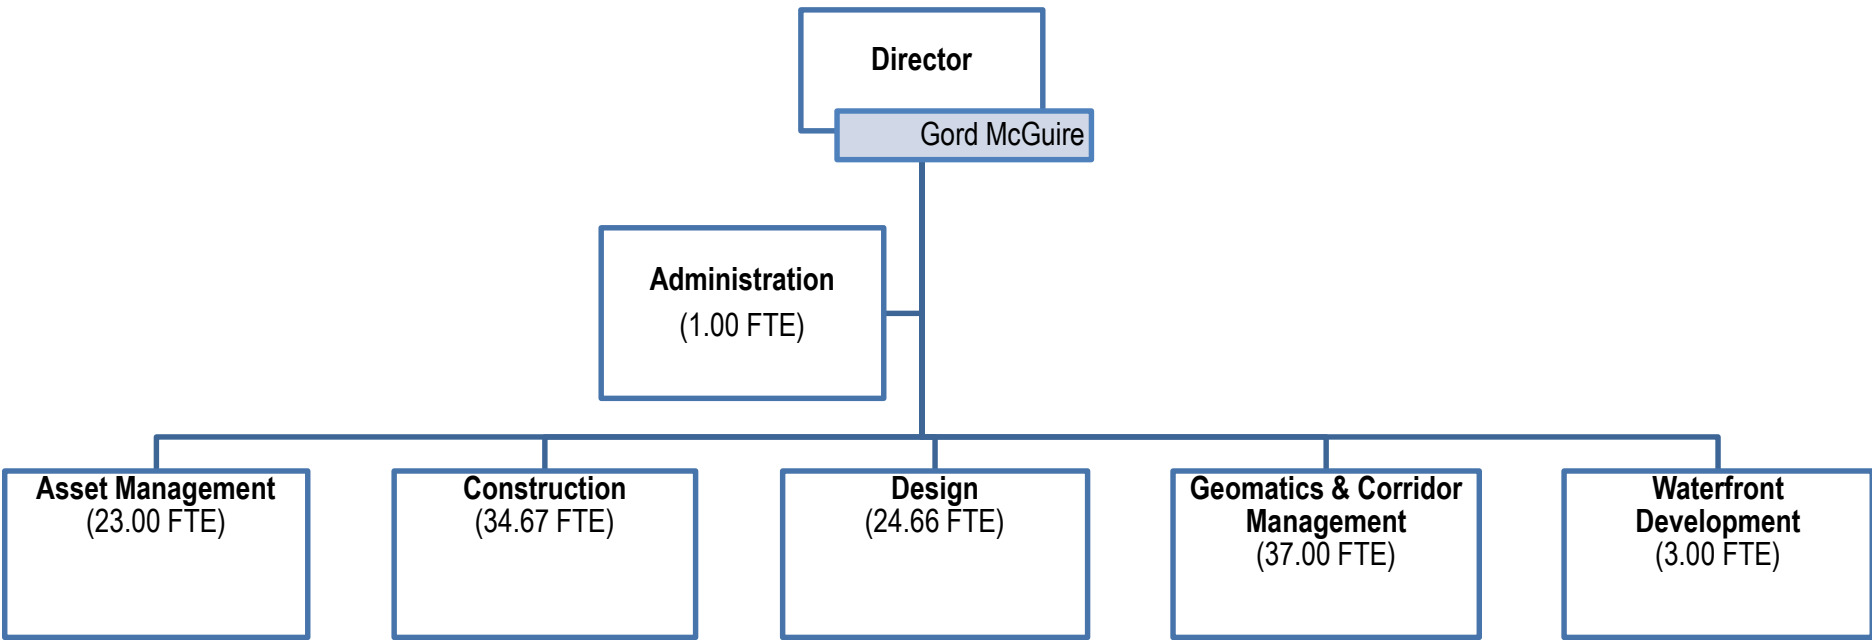 Director
Gord McGuire
Administration
(1.00 FTE)
Asset Management
(23.00 FTE)
Construction
(34.67 FTE)
Design
(24.66 FTE)
Geomatics & Corridor
Management
(37.00 FTE)
Waterfront
Development
(3.00 FTE)